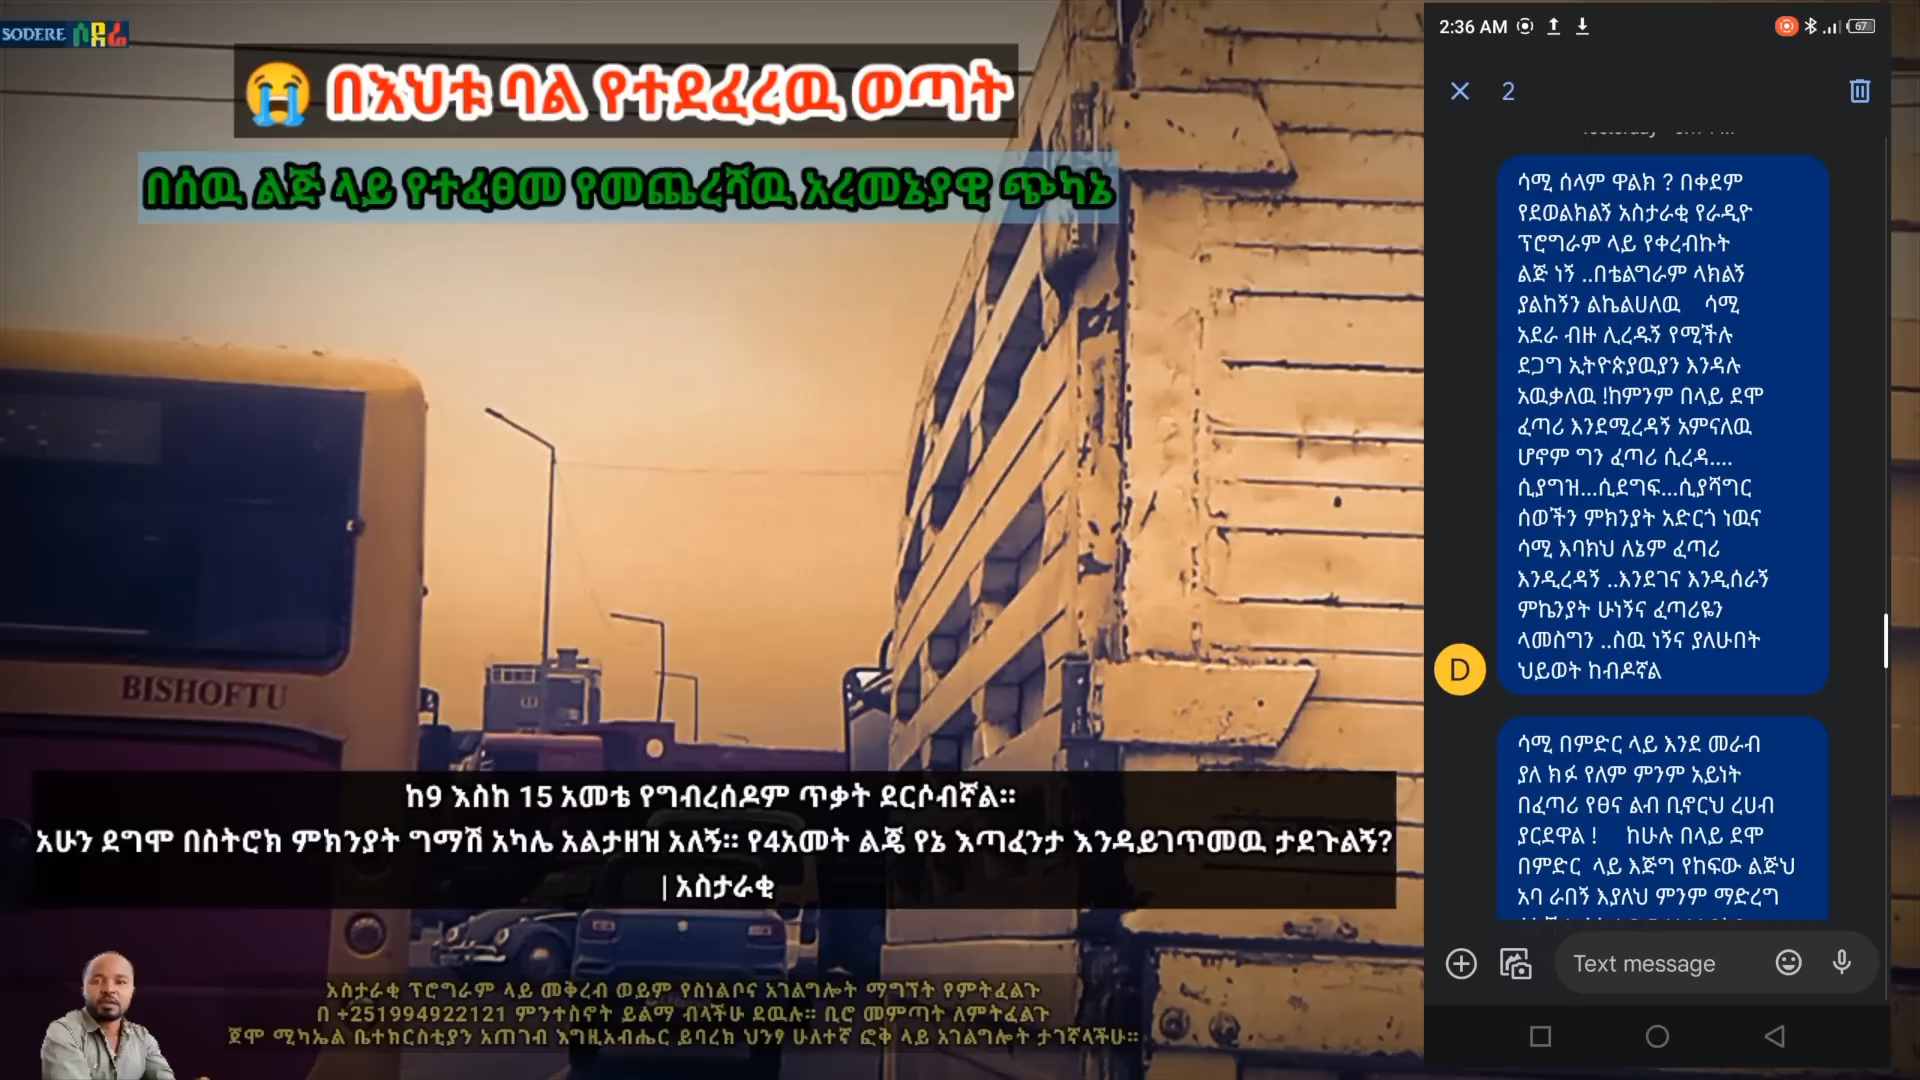 SODERE ሶደሬ
በእህቱ ባል የተደፈረዉ ወጣት
በሰዉ ልጅ ላይ የተፈፀመ የመጨረሻዉ አረመኔያዊ ጭካኔ
BISHOFTU
ከ9 እስከ 15 አመቴ የግብረሰዶም ጥቃት ደርሶብኛል።
አሁን ደግሞ በስትሮክ ምክንያት ግማሽ አካሌ አልታዘዝ አለኝ። የ4አመት ልጄ የኔ እጣፈንታ እንዳይገጥመዉ ታደጉልኝ?
| አስታራቂ
አስታራቂ ፕሮግራም ላይ መቅረብ ወይም የስነልቦና አገልግሎት ማግኘት የምትፈልጉ
በ +251994922121 ምንተስኖት ይልማ ብላችሁ ደዉሉ። ቢሮ መምጣት ለምትፈልጉ
ጀሞ ሚካኤል ቤተክርስቲያን አጠገብ እግዚአብሔር ይባረክ ህንፃ ሁለተኛ ፎቅ ላይ አገልግሎት ታገኛላችሁ።
2:36 AM
67
2
ሳሚ ሰላም ዋልክ ? በቀደም
የደወልክልኝ አስታራቂ የራዲዮ
ፕሮግራም ላይ የቀረብኩት
ልጅ ነኝ ..በቴልግራም ላክልኝ
ያልከኝን ልኬልሀለዉ ሳሚ
አደራ ብዙ ሊረዱኝ የሚችሉ
ደጋግ ኢትዮጵያዉያን እንዳሉ
አዉቃለዉ !ከምንም በላይ ደሞ
ፈጣሪ እንደሚረዳኝ አምናለዉ
ሆኖም ግን ፈጣሪ ሲረዳ....
ሲያግዝ...ሲደግፍ...ሲያሻግር
ሰወችን ምክንያት አድርጎ ነዉና
ሳሚ እባክህ ለኔም ፈጣሪ
እንዲረዳኝ ..እንደገና እንዲሰራኝ
ምኬንያት ሁነኝና ፈጣሪዬን
ላመስግን ..ስዉ ነኝና ያለሁበት
ህይወት ከብዶኛል
D
ሳሚ በምድር ላይ እንደ መራብ
ያለ ክፉ የለም ምንም አይነት
በፈጣሪ የፀና ልብ ቢኖርህ ረሀብ
ያርደዋል ! ከሁሉ በላይ ደሞ
በምድር ላይ እጅግ የከፍው ልጅህ
አባ ራበኝ እያለህ ምንም ማድረግ
Text message